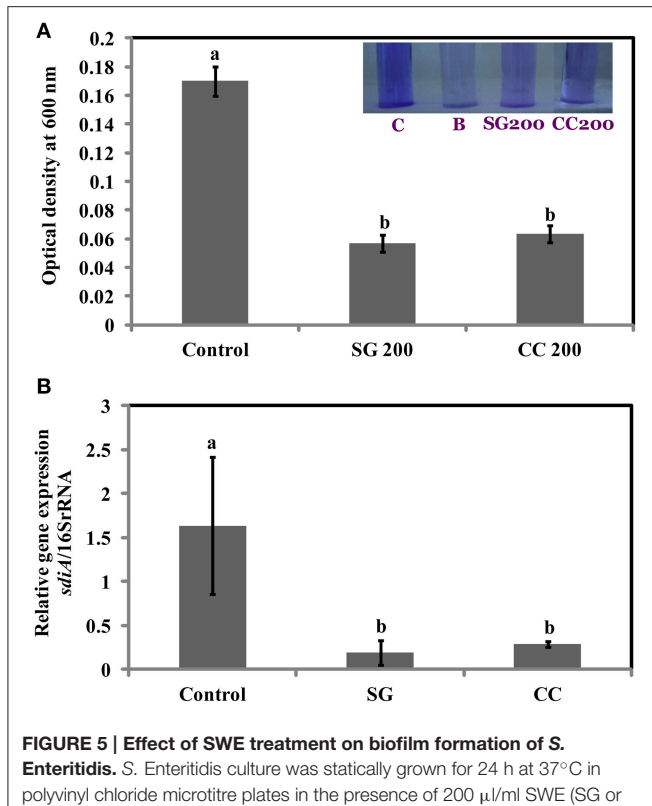 A
Optical density at 600 nm
0.2
0.18
0.16
0.14
0.12
0.1
0.08
0.06
0.04
0.02
0
a
b
b
C B SG200 CC200
Control SG 200 CC 200
B
Relative gene expression
sdiA/16SrRNA
3
2.5
2
1.5
1
0.5
0
a
b
b
Control SG CC
FIGURE 5 | Effect of SWE treatment on biofilm formation of S.
Enteritidis. S. Enteritidis culture was statically grown for 24 h at 37°C in
polyvinyl chloride microtitre plates in the presence of 200 μl/ml SWE (SG or